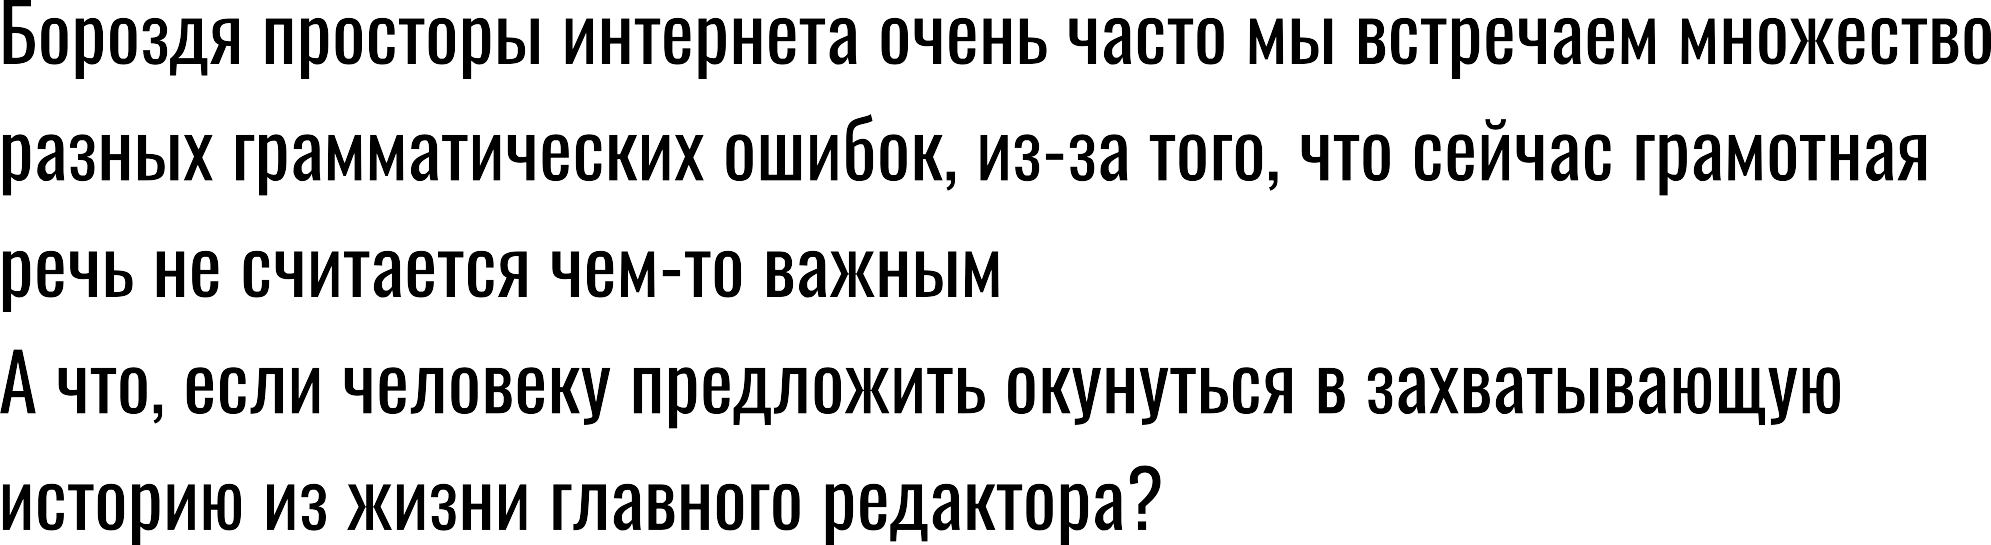 Бороздя просторы интернета очень часто мы встречаем множество
разных грамматических ошибок, из-за того, что сейчас грамотная
речь не считается чем-то важным
А что, если человеку предложить окунуться в захватывающую
историю из жизни главного редактора?